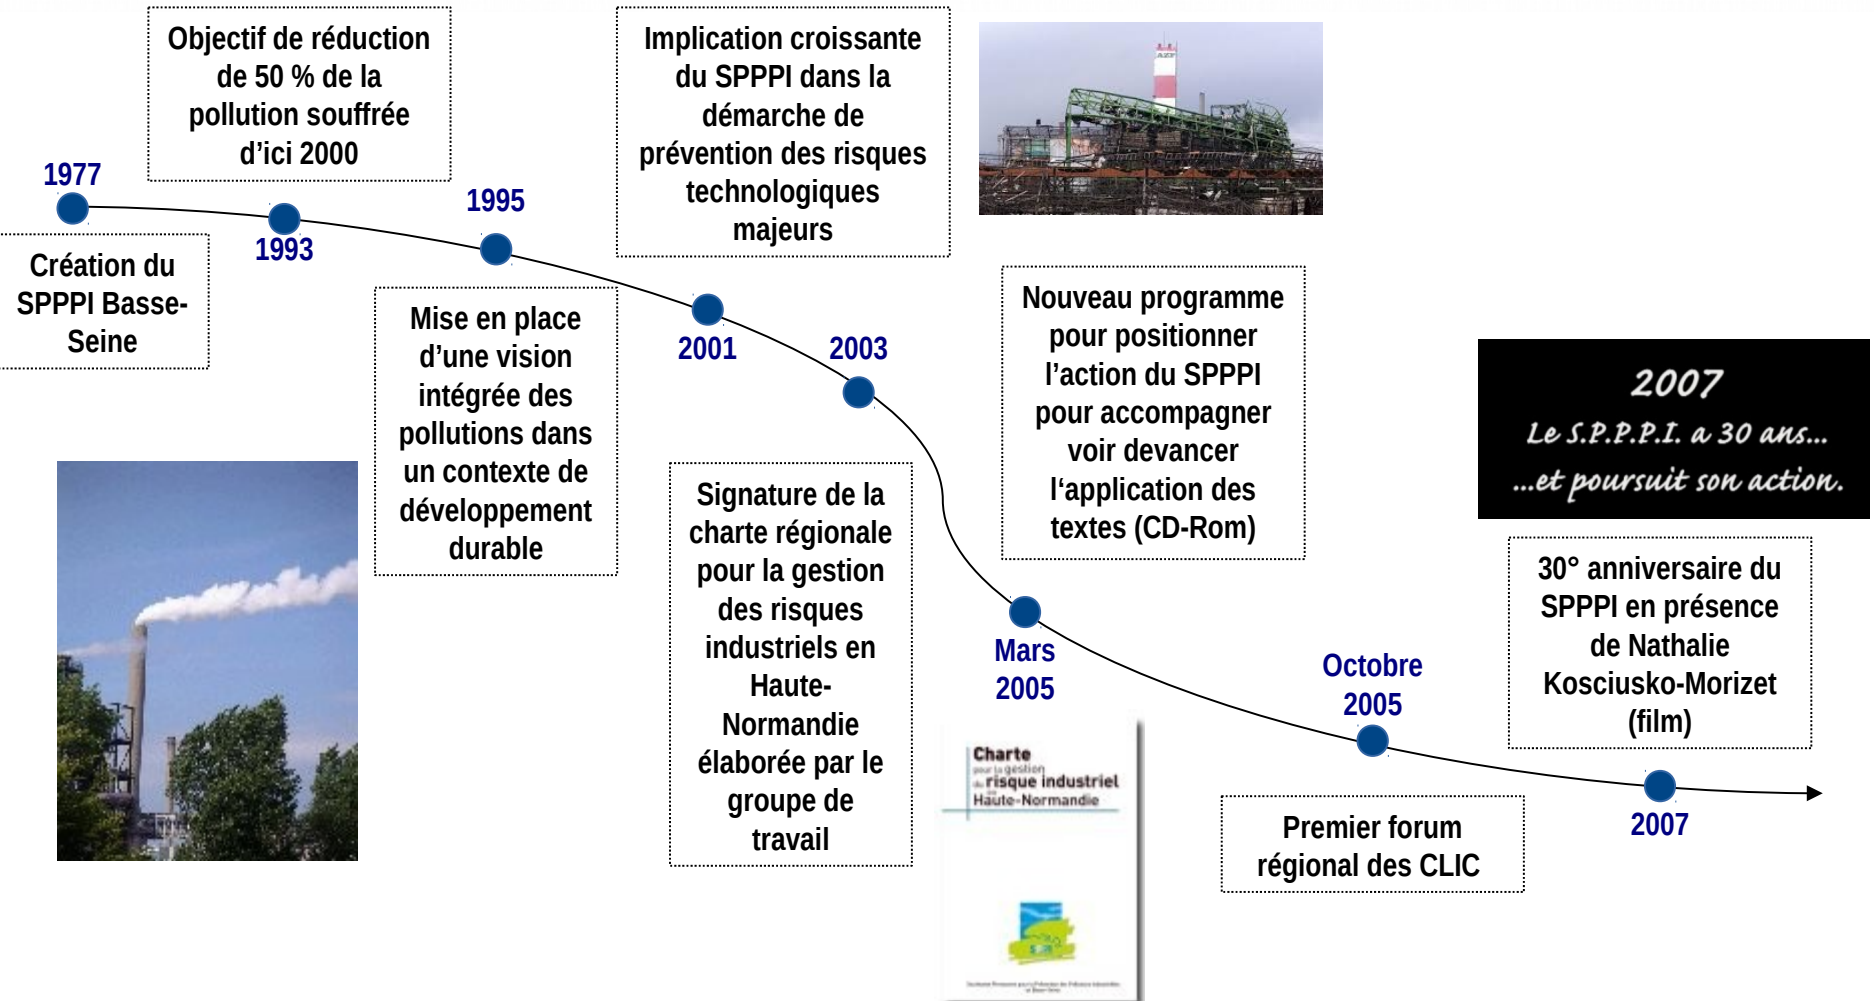 1977
Création du
SPPPI Basse-
Seine
Objectif de réduction
de 50 % de la
pollution souffrée
d’ici 2000
1993
1995
Mise en place
d’une vision
intégrée des
pollutions dans
un contexte de
développement
durable
Implication croissante
du SPPPI dans la
démarche de
prévention des risques
technologiques
majeurs
2001
2003
Signature de la
charte régionale
pour la gestion
des risques
industriels en
Haute-
Normandie
élaborée par le
groupe de
travail
AZF
Nouveau programme
pour positionner
l‘action du SPPPI
pour accompagner
voir devancer
l‘application des
textes (CD-Rom)
Mars
2005
Charte
pour la gestion
risque industriel
Haute-Normandie
Octobre
2005
Premier forum
régional des CLIC
2007
Le S.P.P.P.I. a 30 ans...
...et poursuit son action.
30° anniversaire du
SPPPI en présence
de Nathalie
Kosciusko-Morizet
(film)
2007